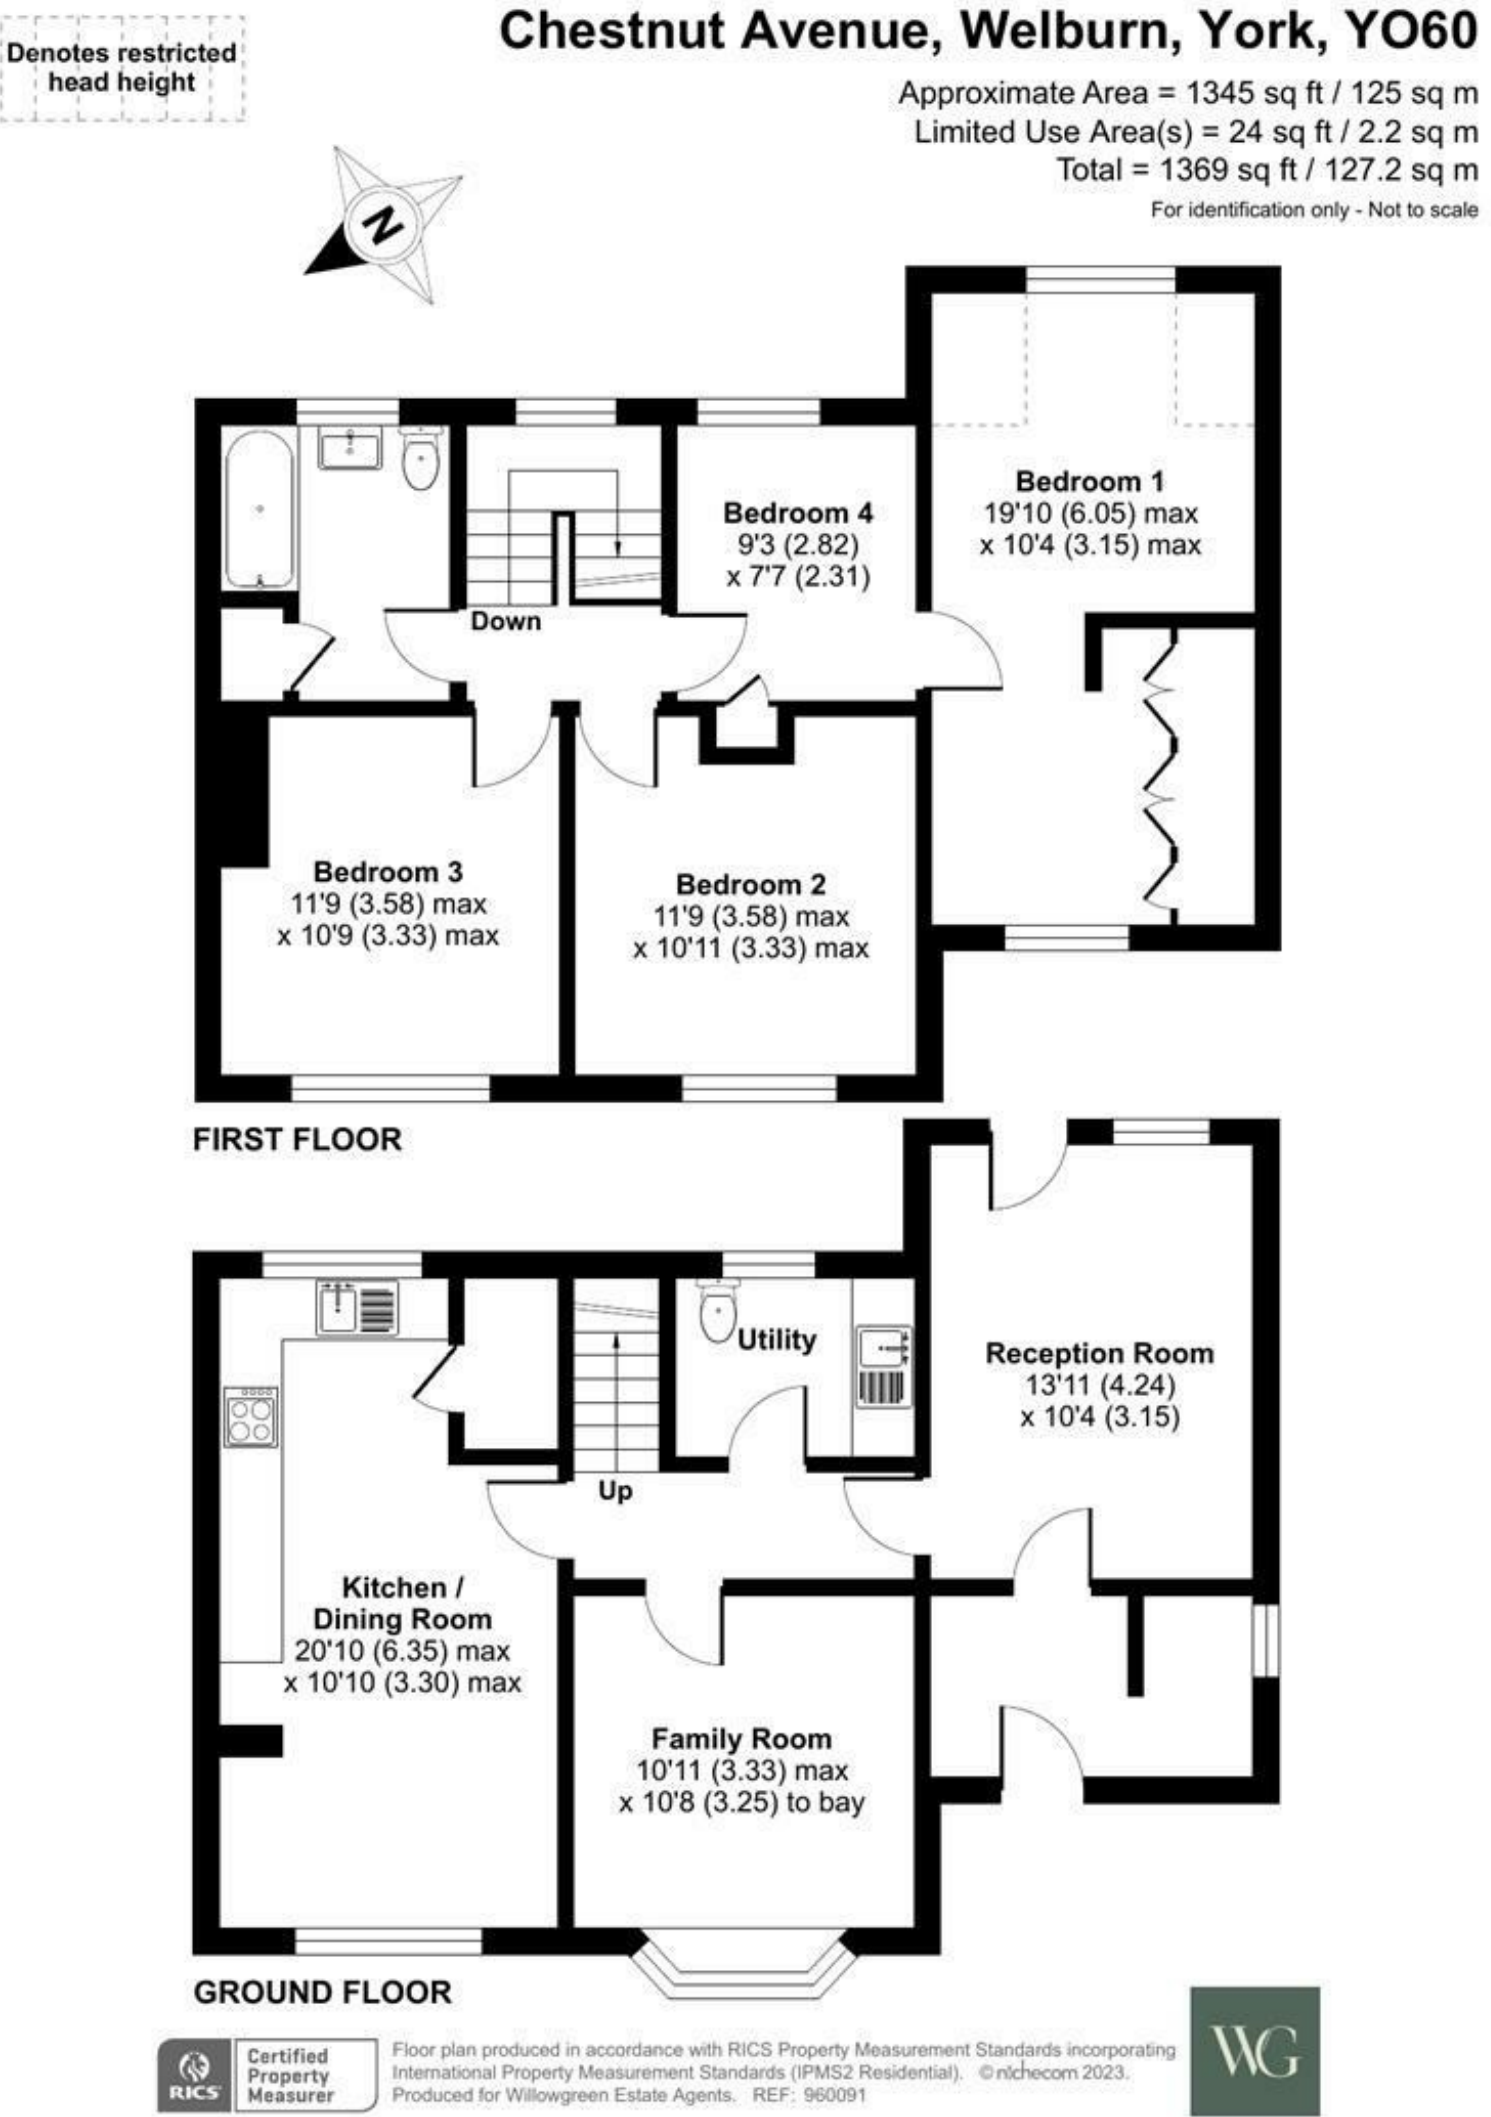 Denotes restricted
head height
Chestnut Avenue, Welburn, York, YO60
Approximate Area = 1345 sq ft / 125 sq m
Limited Use Area(s) = 24 sq ft / 2.2 sq m
Total = 1369 sq ft / 127.2 sq m
For identification only - Not to scale
N
Bedroom 1
19'10 (6.05) max
x 10'4 (3.15) max
Bedroom 4
9'3 (2.82)
x 7'7 (2.31)
Down
Bedroom 3
11'9 (3.58) max
x 10'9 (3.33) max
Bedroom 2
11'9 (3.58) max
x 10'11 (3.33) max
FIRST FLOOR
Utility
Reception Room
13'11 (4.24)
x 10'4 (3.15)
Up
Kitchen /
Dining Room
20'10 (6.35) max
x 10'10 (3.30) max
Family Room
10'11 (3.33) max
x 10'8 (3.25) to bay
GROUND FLOOR
RICS
Certified
Property
Measurer
Floor plan produced in accordance with RICS Property Measurement Standards incorporating
International Property Measurement Standards (IPMS2 Residential). © nichecom 2023.
Produced for Willowgreen Estate Agents. REF: 960091
WG